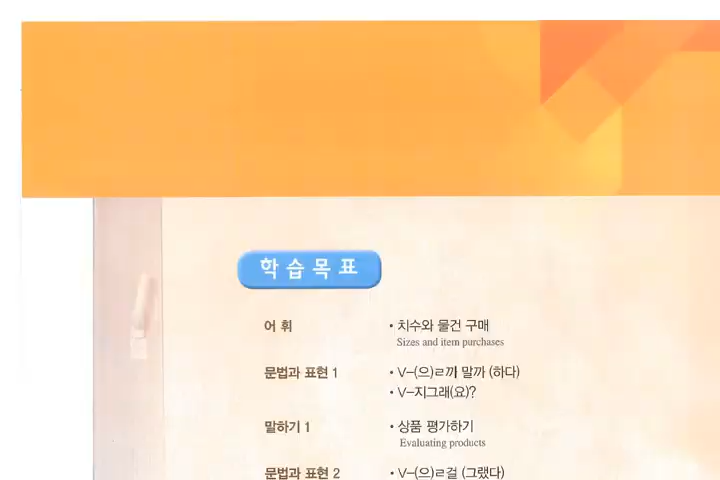 학습목표
어휘
• 치수와 물건 구매
Sizes and item purchases
문법과 표현 1
• V–(으)ㄹ까 말까 (하다)
• V–지그래(요)?
말하기 1
• 상품 평가하기
Evaluating products
문법과 표현 2
• V–(으)ㄹ걸 (그랬다)